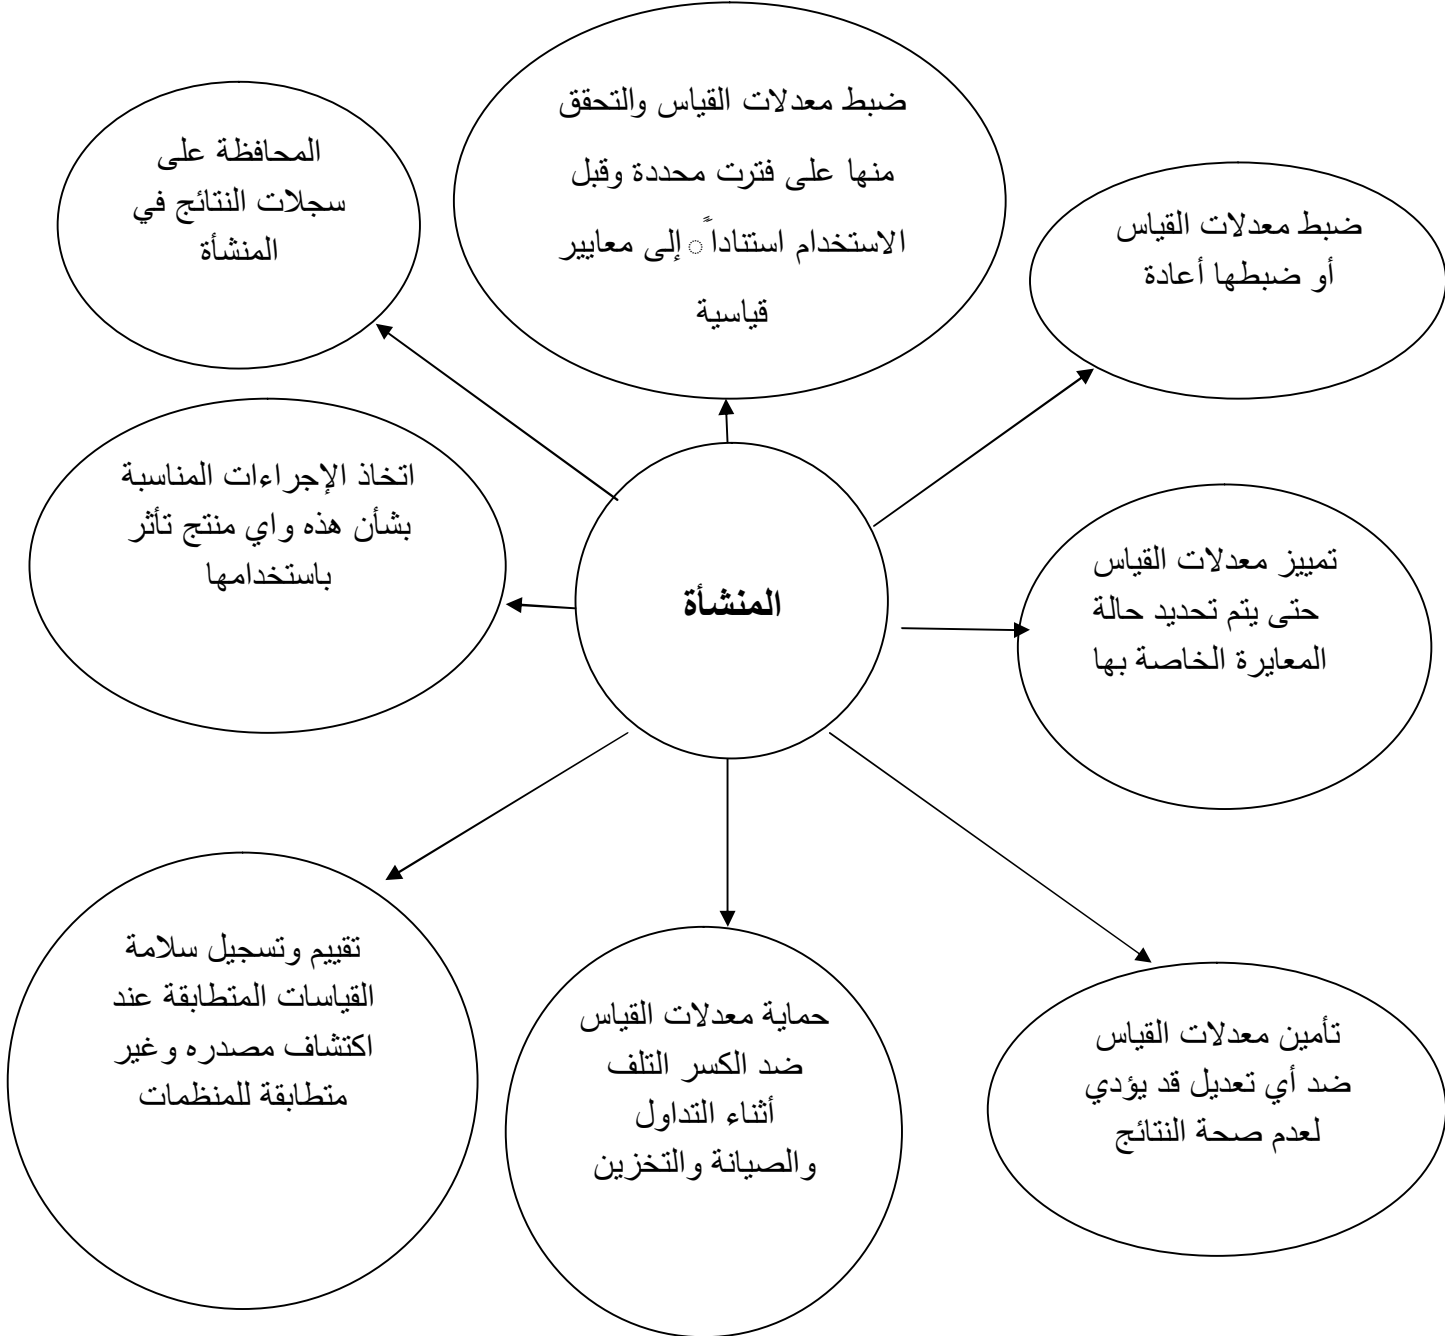 ضبط معدلات القياس والتحقق
منها على فترت محددة وقبل
الاستخدام استناداً ً إلى معايير
قياسية
ضبط معدلات القياس
أو ضبطها أعادة
المحافظة على
سجلات النتائج في
المنشأة
اتخاذ الإجراءات المناسبة
بشأن هذه واي منتج تأثر
باستخدامها
المنشأة
تمييز معدلات القياس
حتى يتم تحديد حالة
المعايرة الخاصة بها
تأمين معدلات القياس
ضد أي تعديل قد يؤدي
لعدم صحة النتائج
حماية معدلات القياس
ضد الكسر التلف
أثناء التداول
والصيانة والتخزين
تقييم وتسجيل سلامة
القياسات المتطابقة عند
اكتشاف مصدره وغير
متطابقة للمنظمات